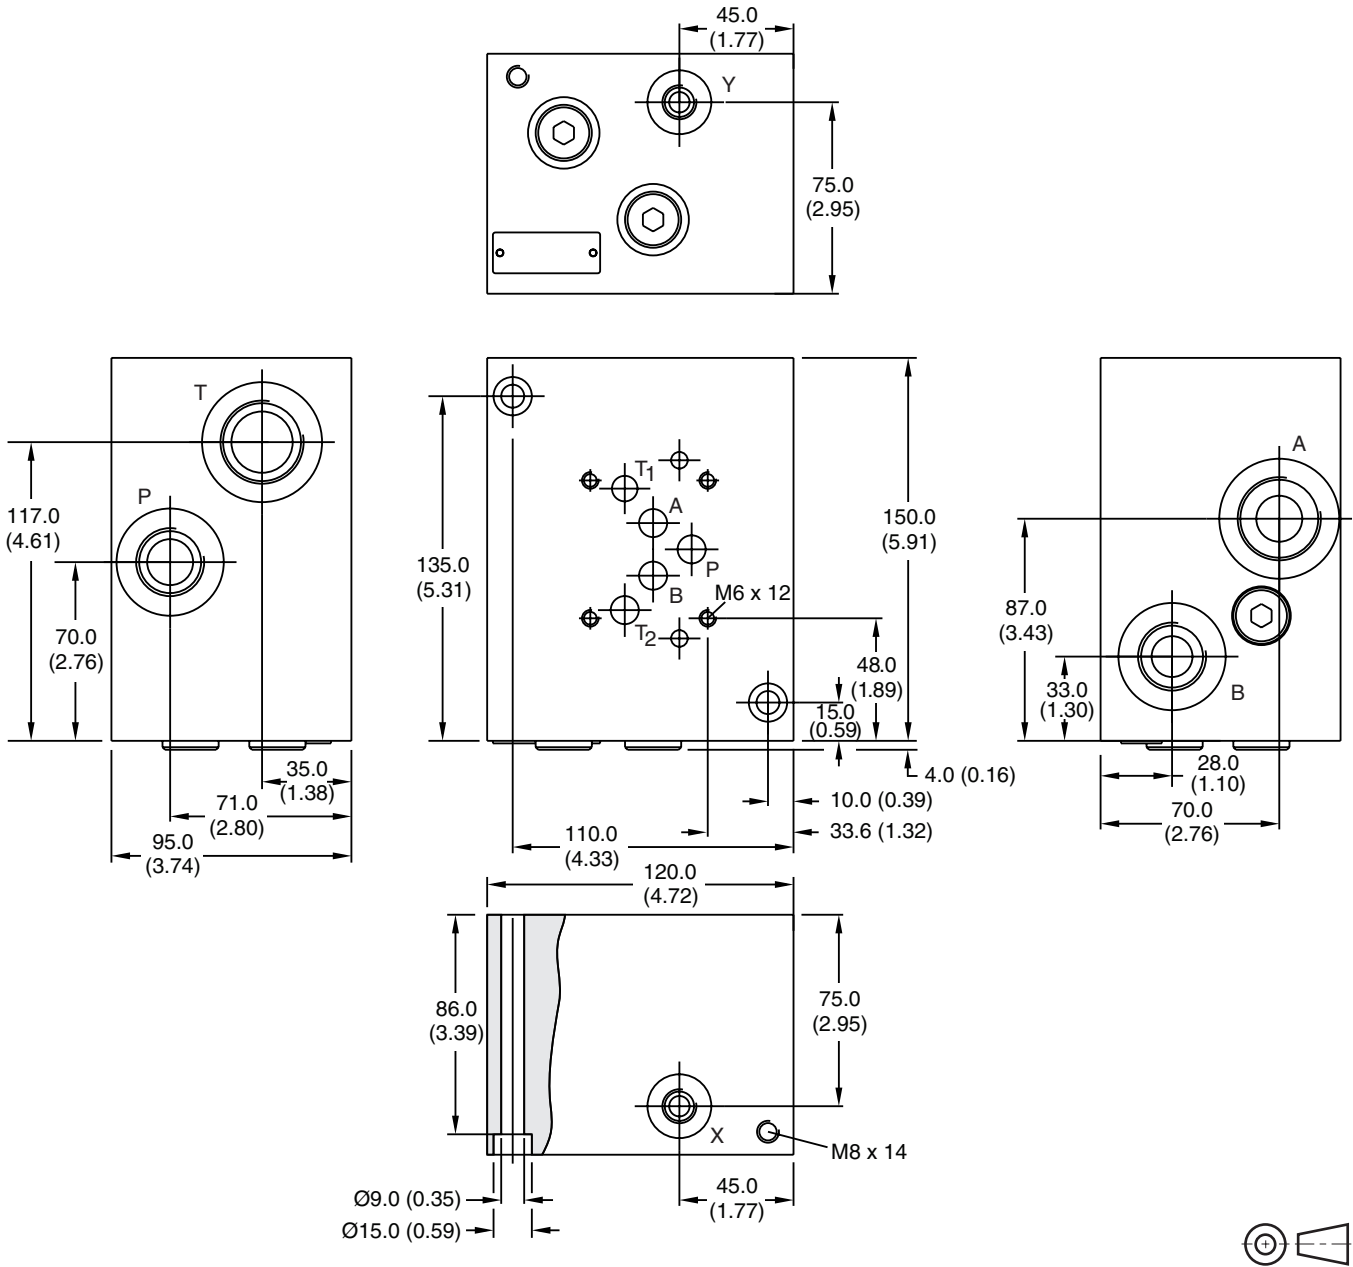 45.0
(1.77)
Y
75.0
(2.95)
T
P
117.0
(4.61)
70.0
(2.76)
35.0
(1.38)
71.0
(2.80)
95.0
(3.74)
T1
A
P
B
T2
M6 x 12
135.0
(5.31)
150.0
(5.91)
48.0
(1.89)
15.0
(0.59)
4.0 (0.16)
10.0 (0.39)
33.6 (1.32)
110.0
(4.33)
120.0
(4.72)
A
B
87.0
(3.43)
33.0
(1.30)
28.0
(1.10)
70.0
(2.76)
86.0
(3.39)
75.0
(2.95)
X
M8 x 14
Ø9.0 (0.35)
Ø15.0 (0.59)
45.0
(1.77)